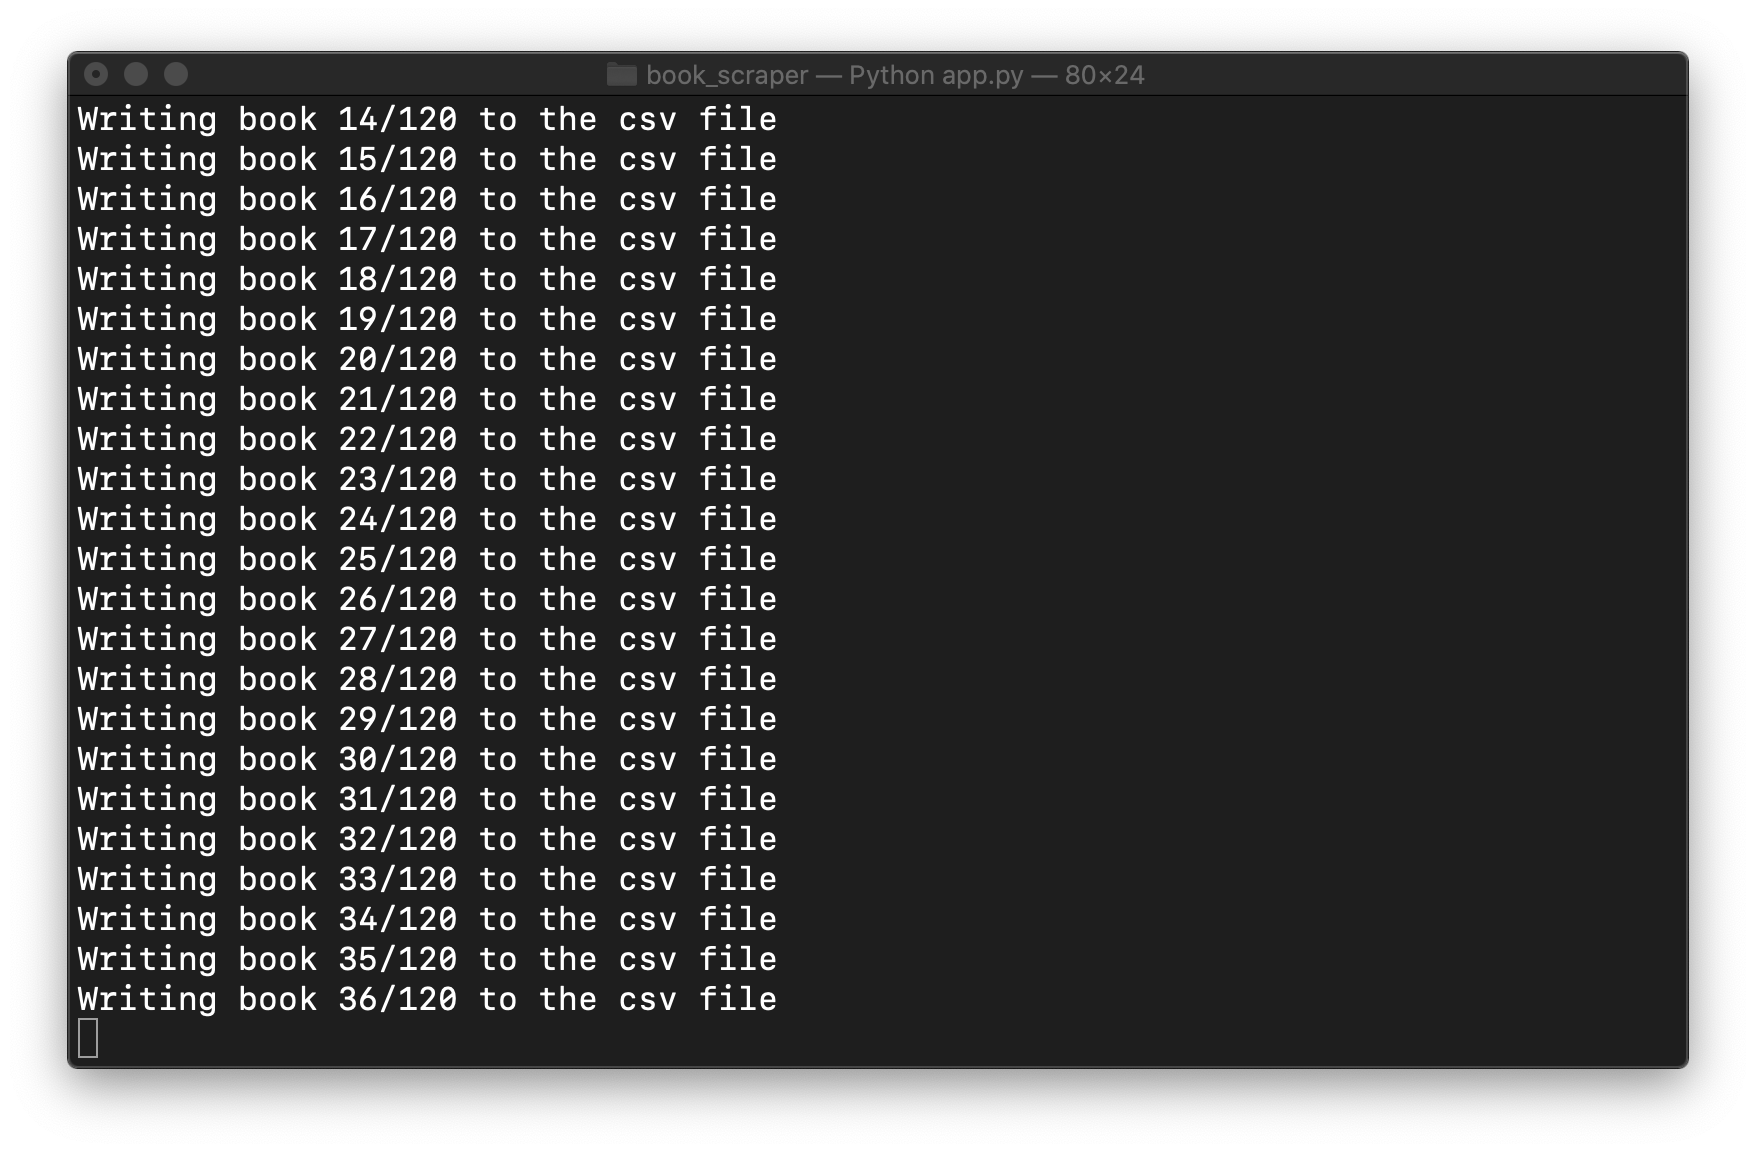 book_scraper — Python app.py — 80×24
Writing book 14/120 to the csv file
Writing book 15/120 to the csv file
Writing book 16/120 to the csv file
Writing book 17/120 to the csv file
Writing book 18/120 to the csv file
Writing book 19/120 to the csv file
Writing book 20/120 to the csv file
Writing book 21/120 to the csv file
Writing book 22/120 to the csv file
Writing book 23/120 to the csv file
Writing book 24/120 to the csv file
Writing book 25/120 to the csv file
Writing book 26/120 to the csv file
Writing book 27/120 to the csv file
Writing book 28/120 to the csv file
Writing book 29/120 to the csv file
Writing book 30/120 to the csv file
Writing book 31/120 to the csv file
Writing book 32/120 to the csv file
Writing book 33/120 to the csv file
Writing book 34/120 to the csv file
Writing book 35/120 to the csv file
Writing book 36/120 to the csv file